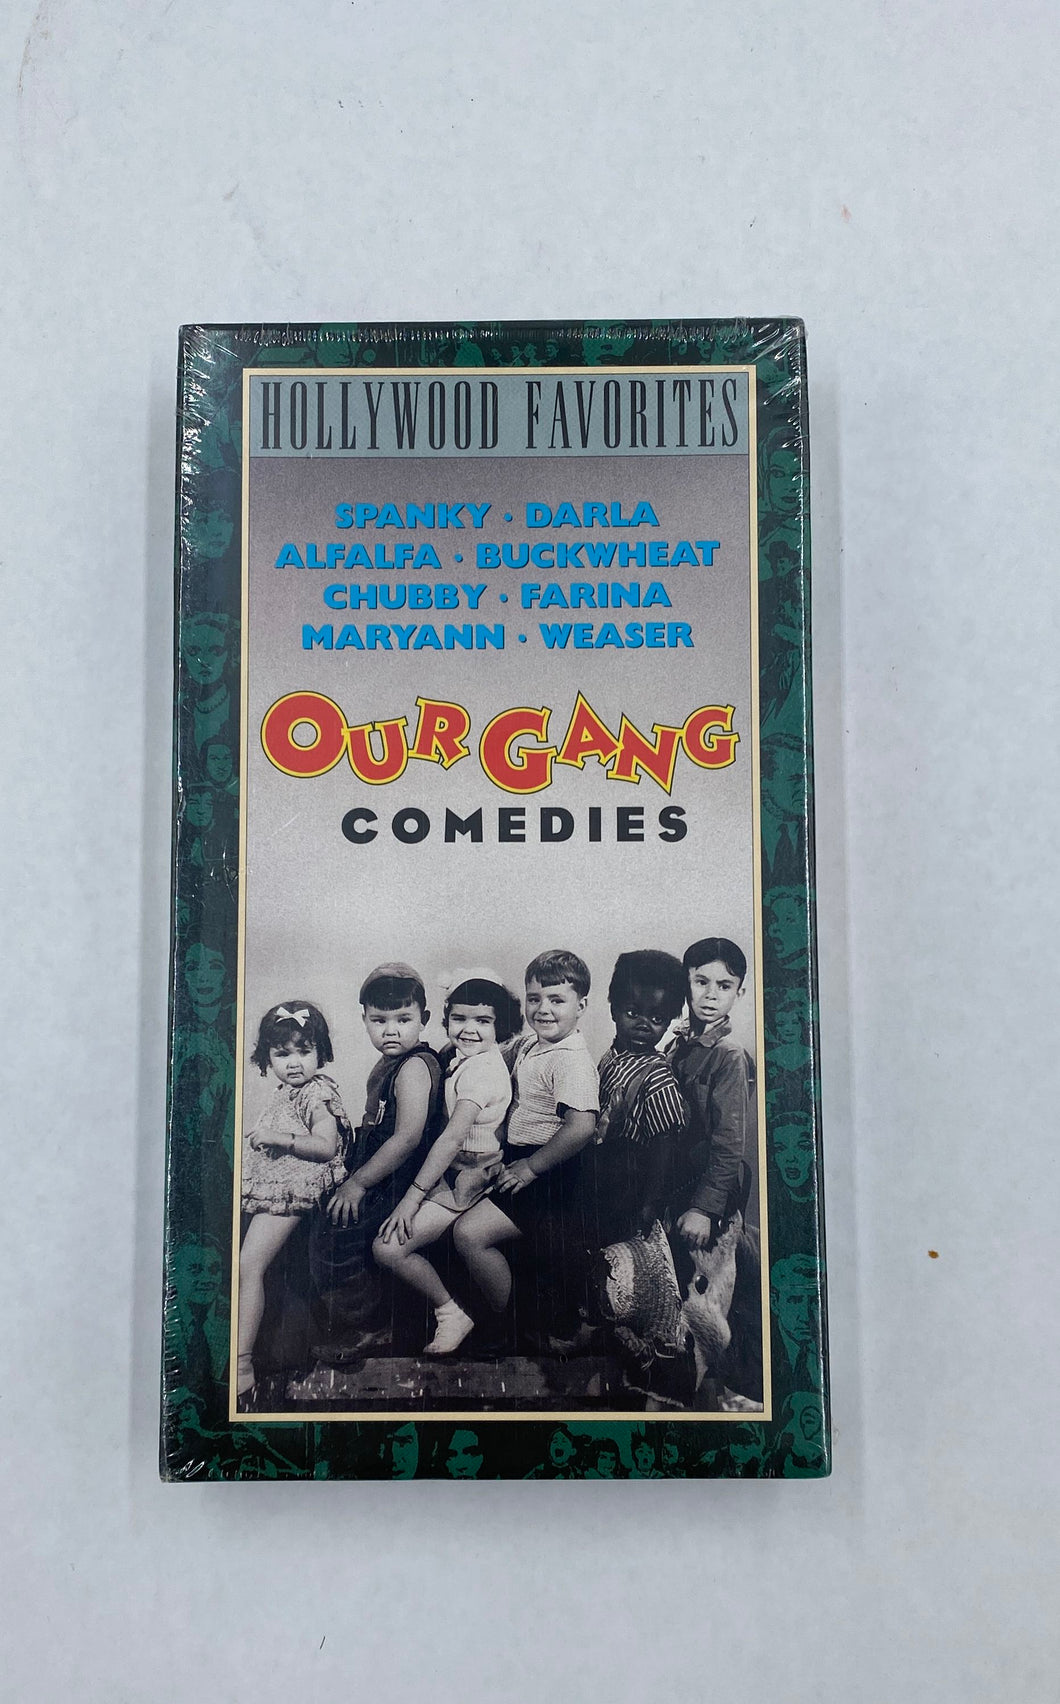 HOLLYWOOD FAVORITES
SPANKY · DARLA
ALFALFA · BUCKWHEAT
CHUBBY · FARINA
MARYANN · WEASER
OUR GANG
COMEDIES